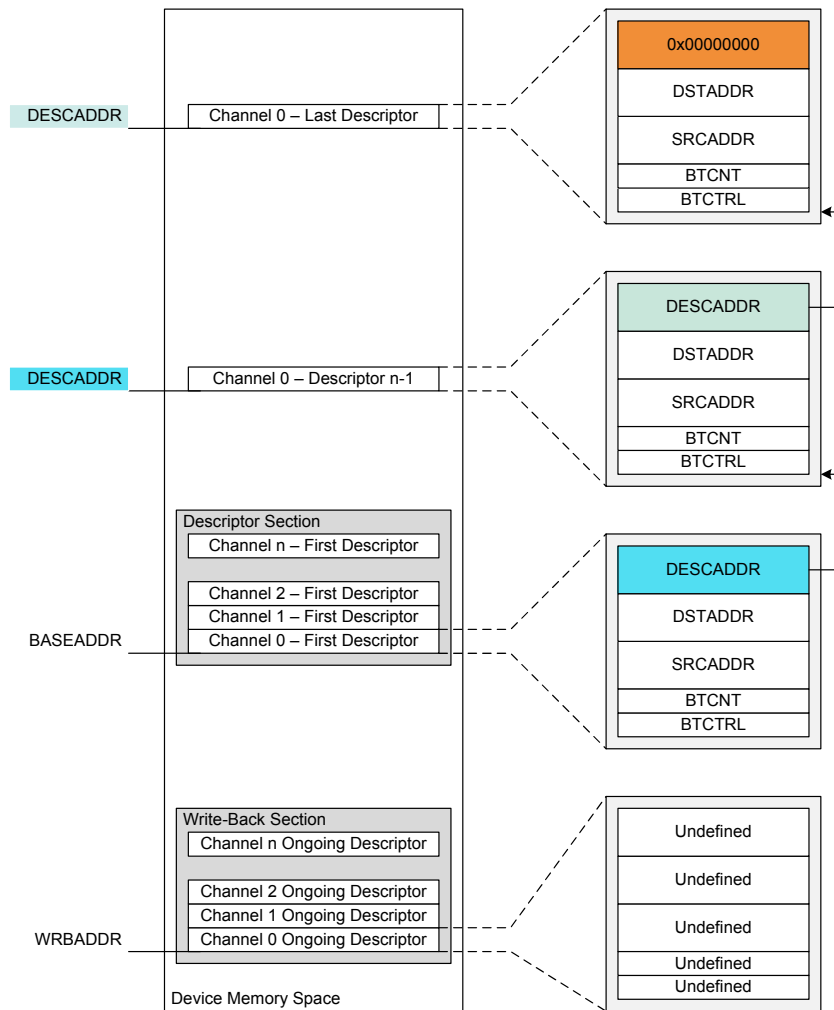 0x00000000
DESCADDR
Channel 0 – Last Descriptor
DSTADDR
SRCADDR
BTCNT
BTCTRL
DESCADDR
DESCADDR
Channel 0 – Descriptor n-1
DSTADDR
SRCADDR
BTCNT
BTCTRL
Descriptor Section
Channel n – First Descriptor
Channel 2 – First Descriptor
Channel 1 – First Descriptor
BASEADDR
Channel 0 – First Descriptor
DESCADDR
DSTADDR
SRCADDR
BTCNT
BTCTRL
Write-Back Section
Channel n Ongoing Descriptor
Channel 2 Ongoing Descriptor
Channel 1 Ongoing Descriptor
WRBADDR
Channel 0 Ongoing Descriptor
Undefined
Undefined
Undefined
Undefined
Undefined
Device Memory Space